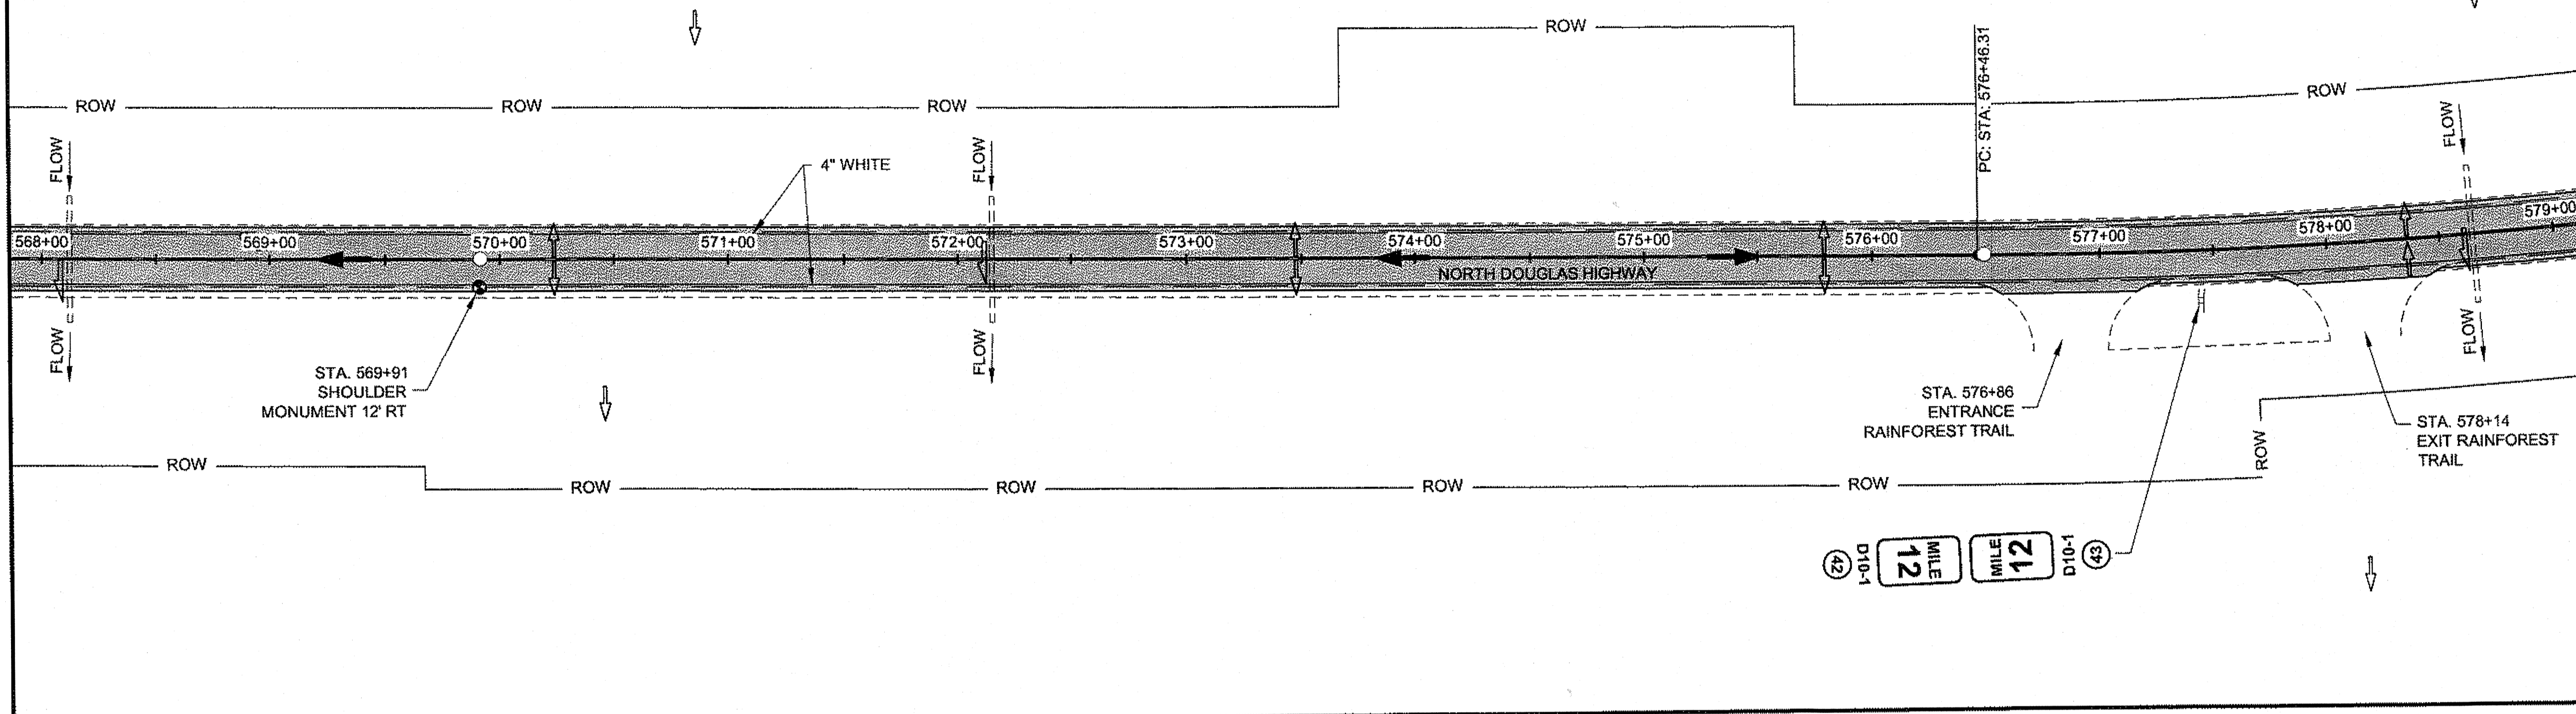 ROW
PC: STA: 576+46.31
ROW
ROW
ROW
ROW
FLOW
4" WHITE
FLOW
FLOW
568+00
569+00
570+00
571+00
572+00
573+00
574+00
575+00
576+00
577+00
578+00
579+00
NORTH DOUGLAS HIGHWAY
FLOW
FLOW
FLOW
STA. 569+91
SHOULDER
MONUMENT 12' RT
STA. 576+86
ENTRANCE
RAINFOREST TRAIL
STA. 578+14
EXIT RAINFOREST
TRAIL
ROW
ROW
ROW
ROW
ROW
ROW
42
D10-1
MILE
12
MILE
12
D10-1
43